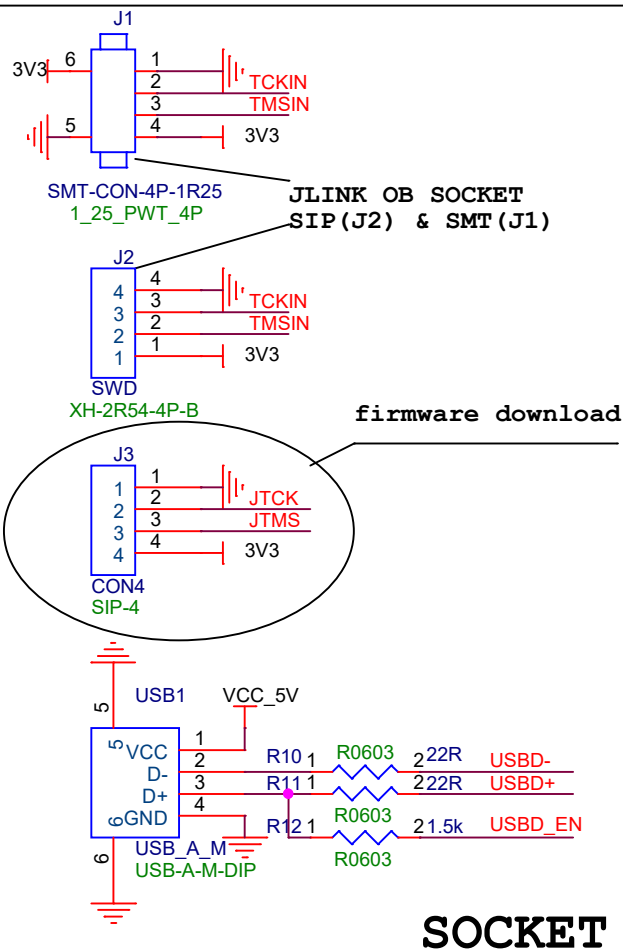 J1
3V3 6 1
2 TCKIN
3 TMSIN
5 4 3V3
SMT-CON-4P-1R25
1_25_PWT_4P
JLINK OB SOCKET
SIP(J2) & SMT(J1)
J2
4 4
3 3 TCKIN
2 2 TMSIN
1 1 3V3
SWD
XH-2R54-4P-B
firmware download
J3
1 1
2 2 JTCK
3 3 JTMS
4 4 3V3
CON4
SIP-4
5 USB1 VCC_5V
5 VCC 1
D- 2 R10 1 R0603 2 22R USBD-
D+ 3 R11 1 R0603 2 22R USBD+
6 GND 4
R12 1 R0603 2 1.5k USBD_EN
6 USB_A_M
USB-A-M-DIP
SOCKET